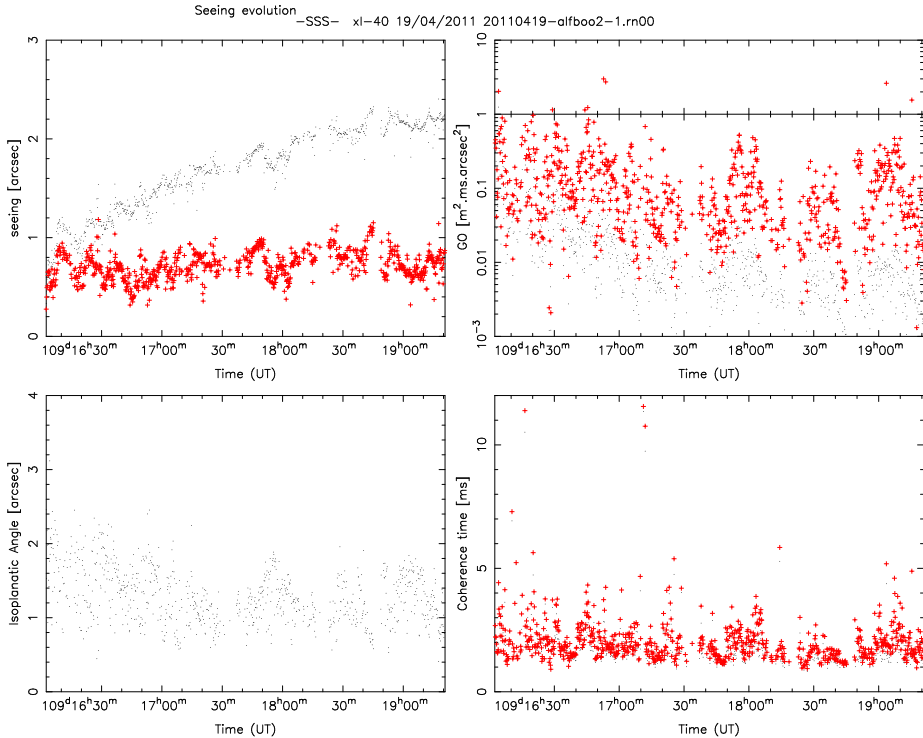 Seeing evolution
-SSS- xl-40 19/04/2011 20110419-alfboo2-1.rn00
seeing [arcsec]
0
1
2
3
109ᵈ16ʰ30ᵐ
17ʰ00ᵐ
30ᵐ
18ʰ00ᵐ
30ᵐ
19ʰ00ᵐ
Time (UT)
GO [m².ms.arcsec²]
10
1
0.1
0.01
10⁻³
109ᵈ16ʰ30ᵐ
17ʰ00ᵐ
30ᵐ
18ʰ00ᵐ
30ᵐ
19ʰ00ᵐ
Time (UT)
Isoplanatic Angle [arcsec]
0
1
2
3
4
109ᵈ16ʰ30ᵐ
17ʰ00ᵐ
30ᵐ
18ʰ00ᵐ
30ᵐ
19ʰ00ᵐ
Time (UT)
Coherence time [ms]
0
5
10
109ᵈ16ʰ30ᵐ
17ʰ00ᵐ
30ᵐ
18ʰ00ᵐ
30ᵐ
19ʰ00ᵐ
Time (UT)